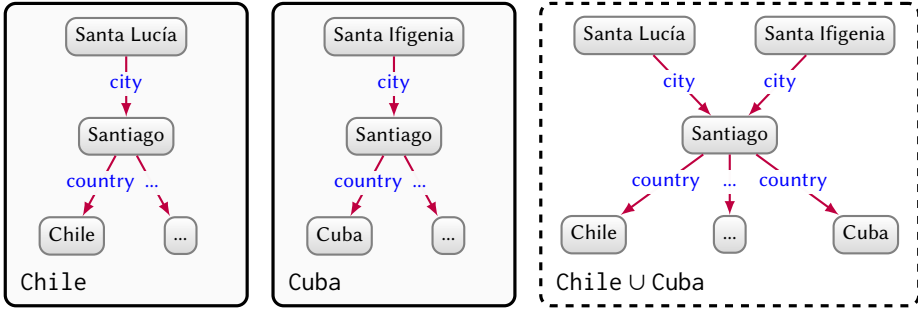 Santa Lucía
city
Santiago
country ...
Chile ...
Chile
Santa Ifigenia
city
Santiago
country ...
Cuba ...
Cuba
Santa Lucía Santa Ifigenia
city city
Santiago
country ... country
Chile ... Cuba
Chile ∪ Cuba